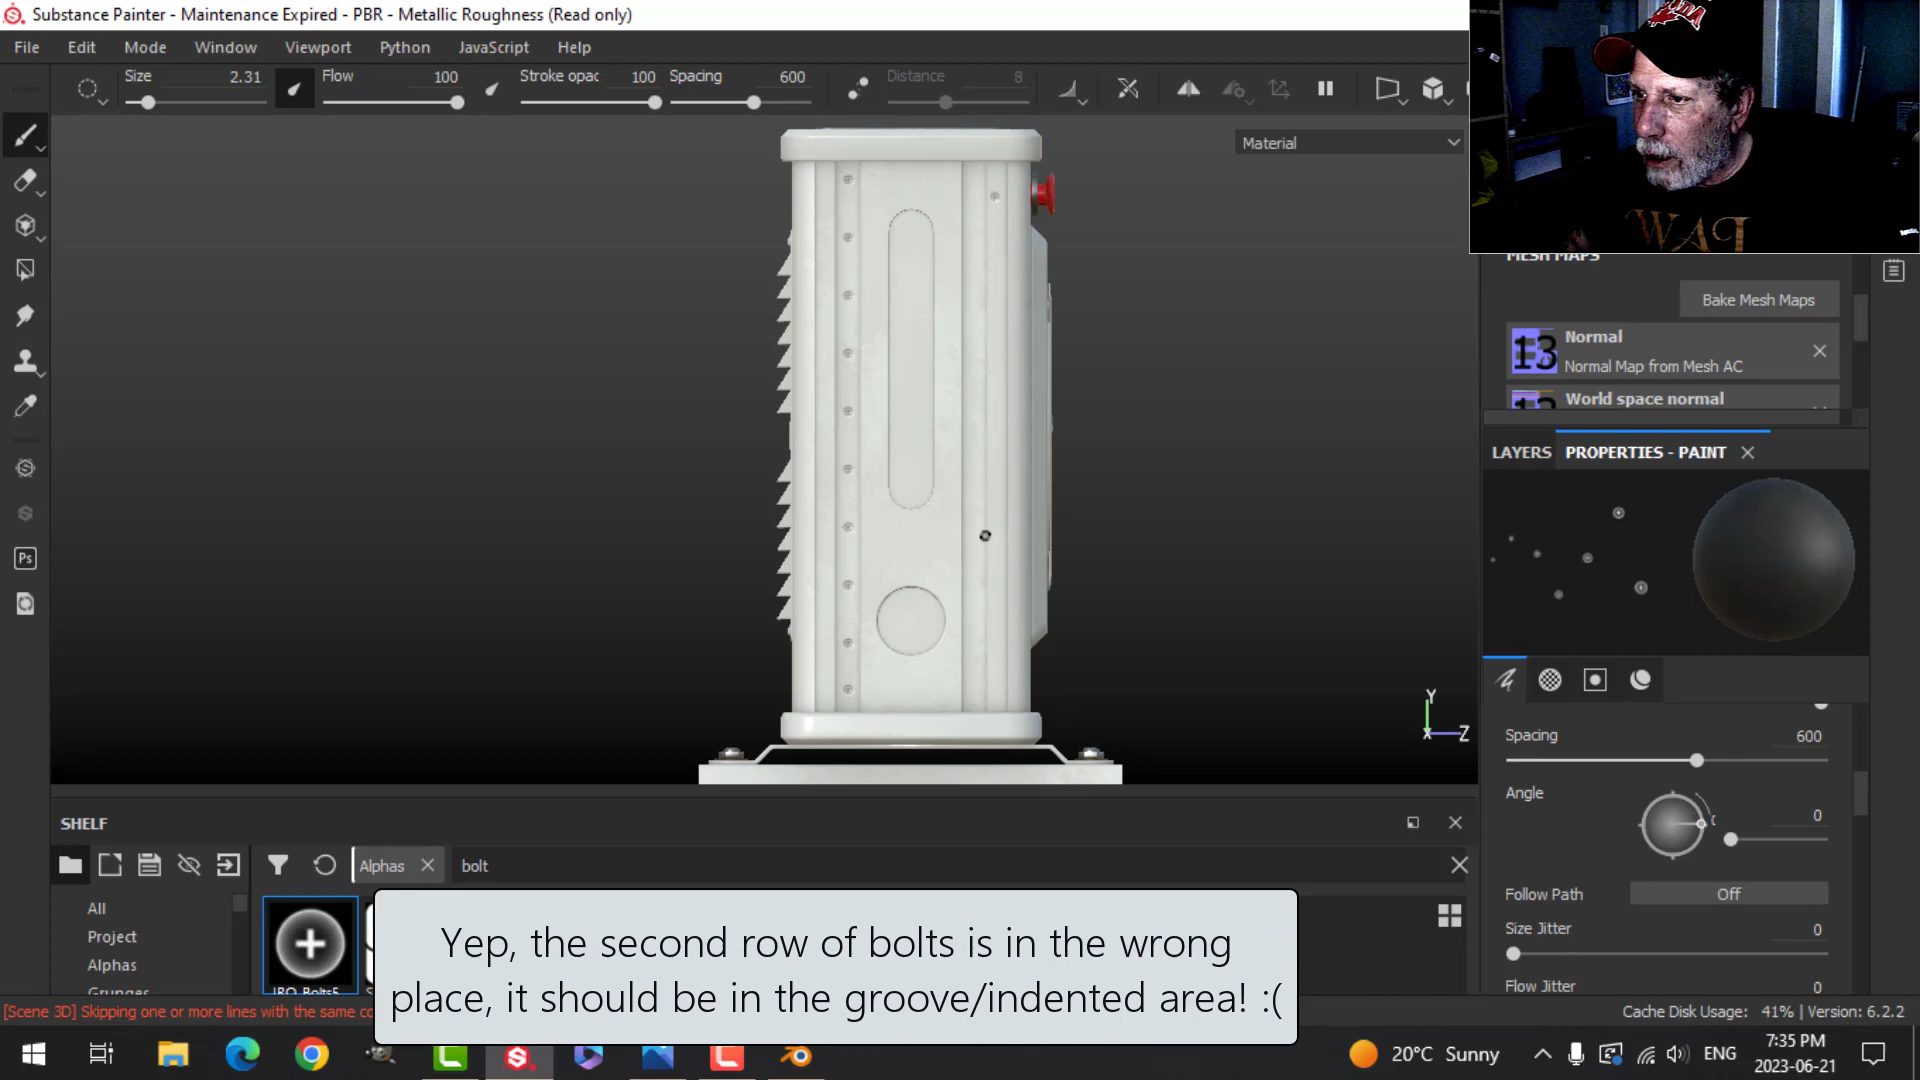 Substance Painter - Maintenance Expired - PBR - Metallic Roughness (Read only)
File Edit Mode Window Viewport Python JavaScript Help
Size 2.31 Flow 100 Stroke opac 100 Spacing 600 Distance 8
Material
WAT
MESH MAPS
Bake Mesh Maps
Normal
Normal Map from Mesh AC
World space normal
LAYERS PROPERTIES - PAINT
Y
Z
Spacing 600
Angle 0
Follow Path Off
Size Jitter 0
Flow Jitter 0
SHELF
Alphas bolt
All
Project
Alphas
Grunges
Ps
Yep, the second row of bolts is in the wrong
place, it should be in the groove/indented area! :(
[Scene 3D] Skipping one or more lines with the same co
Cache Disk Usage: 41% | Version: 6.2.2
20°C Sunny
ENG
7:35 PM
2023-06-21